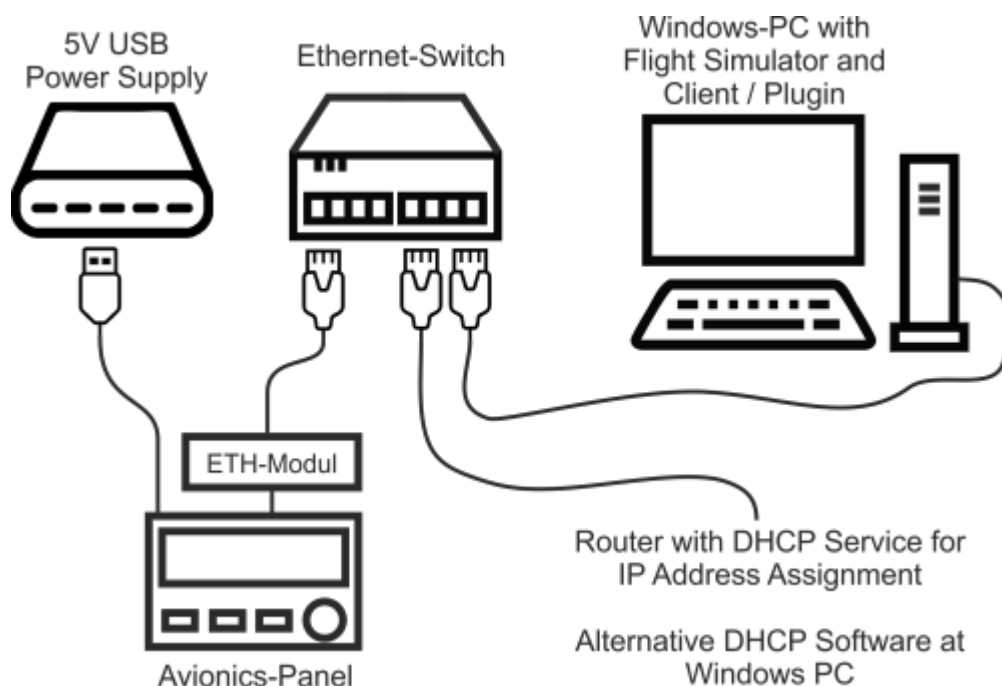 5V USB
Power Supply
Ethernet-Switch
Windows-PC with
Flight Simulator and
Client / Plugin
ETH-Modul
Avionics-Panel
Router with DHCP Service for
IP Address Assignment
Alternative DHCP Software at
Windows PC